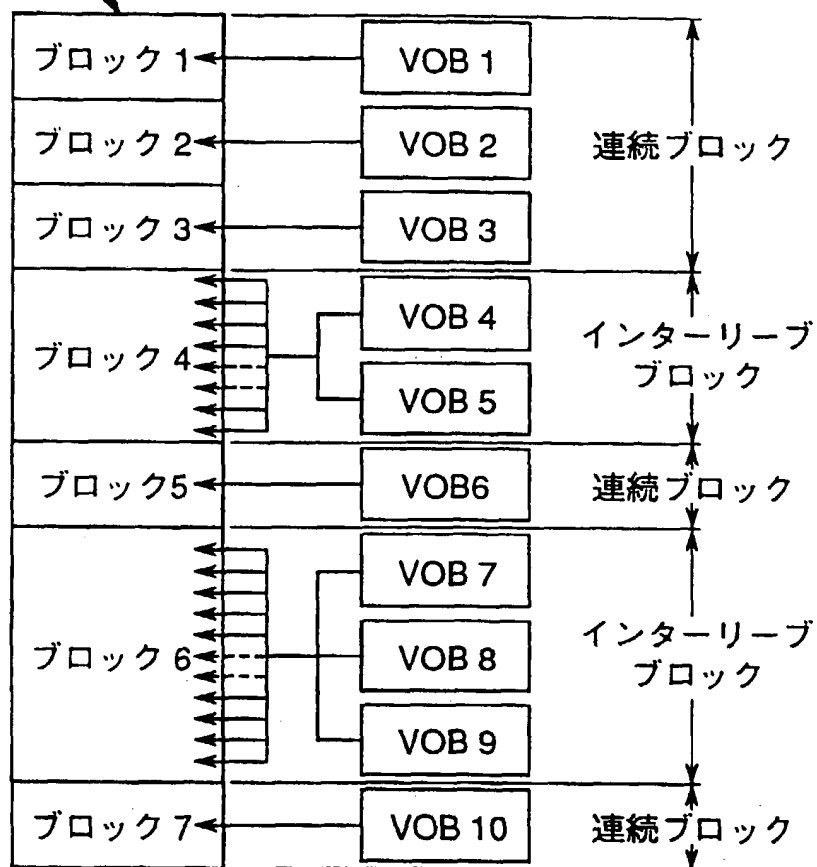 ブロック 1
VOB 1
ブロック 2
VOB 2
連続ブロック
ブロック 3
VOB 3
ブロック 4
VOB 4
VOB 5
インターリーブ
ブロック
ブロック5
VOB6
連続ブロック
ブロック 6
VOB 7
VOB 8
VOB 9
インターリーブ
ブロック
ブロック 7
VOB 10
連続ブロック